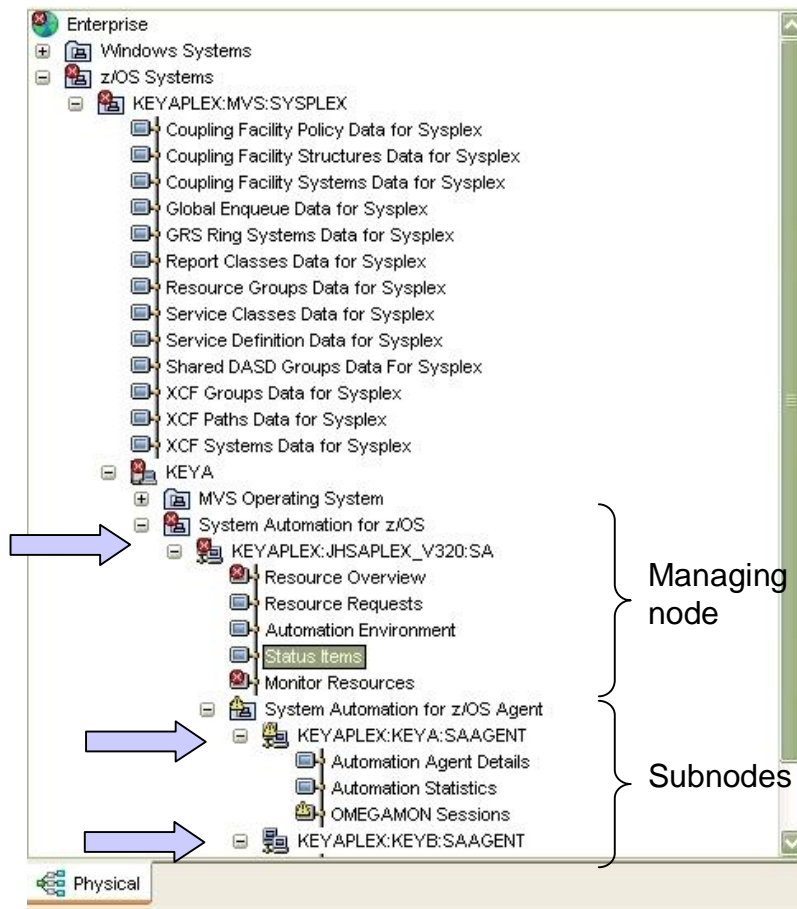 Enterprise
Windows Systems
z/OS Systems
KEYAPLEX:MVS:SYSPLEX
Coupling Facility Policy Data for Sysplex
Coupling Facility Structures Data for Sysplex
Coupling Facility Systems Data for Sysplex
Global Enqueue Data for Sysplex
GRS Ring Systems Data for Sysplex
Report Classes Data for Sysplex
Resource Groups Data for Sysplex
Service Classes Data for Sysplex
Service Definition Data for Sysplex
Shared DASD Groups Data For Sysplex
XCF Groups Data for Sysplex
XCF Paths Data for Sysplex
XCF Systems Data for Sysplex
KEYA
MVS Operating System
System Automation for z/OS
KEYAPLEX:JHSAPLEX_V320:SA
Resource Overview
Resource Requests
Automation Environment
Status Items
Monitor Resources
Managing
node
System Automation for z/OS Agent
KEYAPLEX:KEYA:SAAGENT
Automation Agent Details
Automation Statistics
OMEGAMON Sessions
KEYAPLEX:KEYB:SAAGENT
Subnodes
Physical